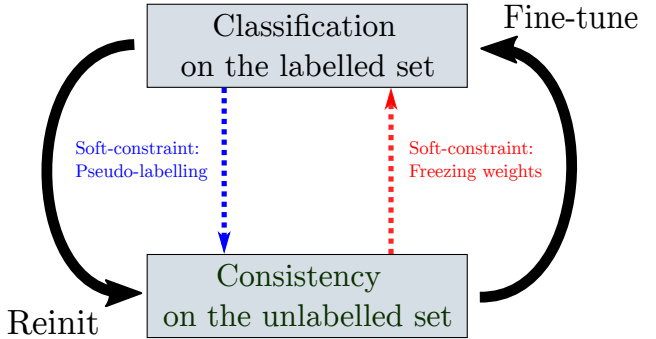 Fine-tune
Classification
on the labelled set
Soft-constraint:
Pseudo-labelling
Soft-constraint:
Freezing weights
Consistency
on the unlabelled set
Reinit